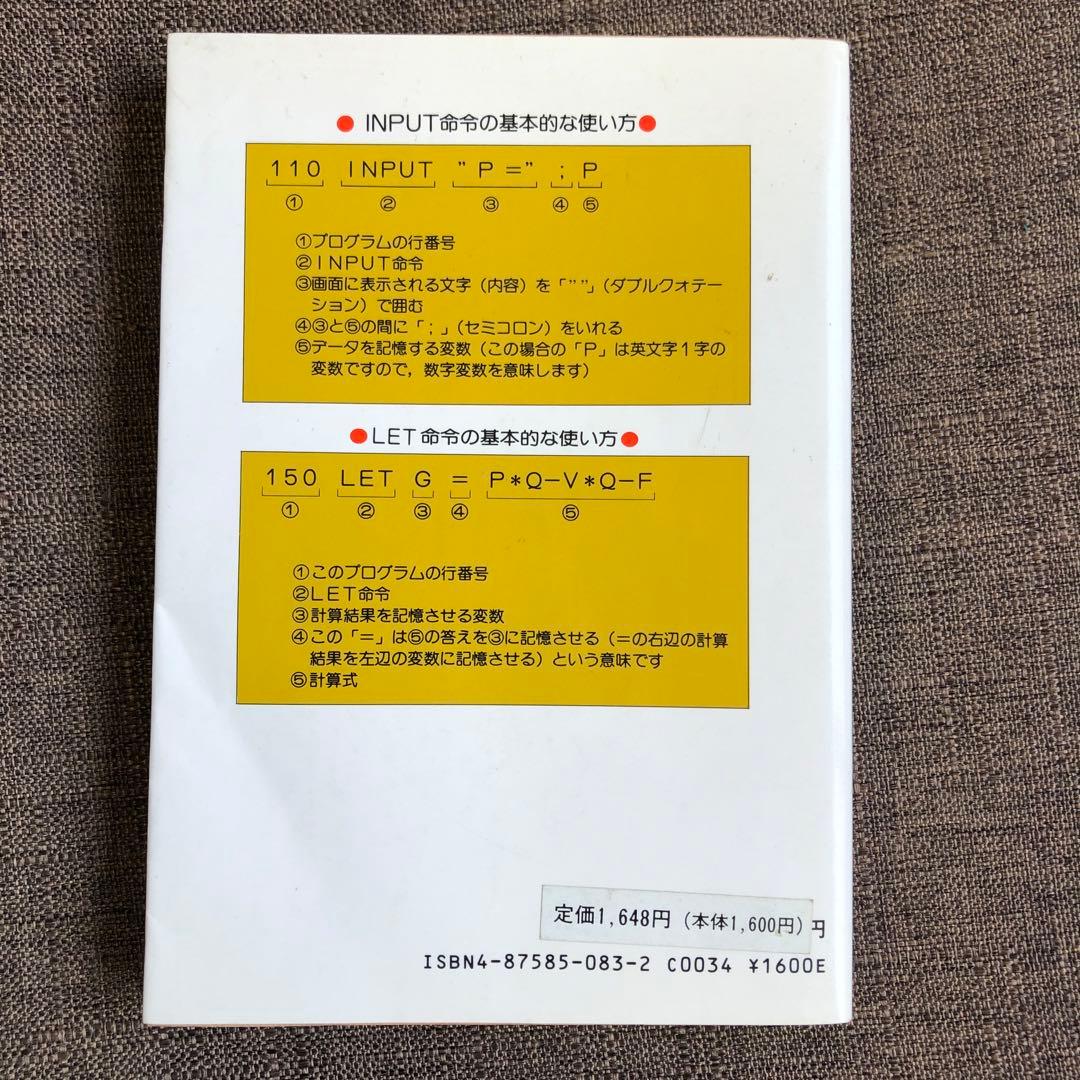 ● INPUT命令の基本的な使い方●
110 INPUT ”P=” ; P
① ② ③ ④ ⑤
①プログラムの行番号
②INPUT命令
③画面に表示される文字（内容）を「””」（ダブルクォテー
ション）で囲む
④③と⑤の間に「；」（セミコロン）をいれる
⑤データを記憶する変数（この場合の「P」は英文字1字の
変数ですので，数字変数を意味します）
●LET命令の基本的な使い方●
150 LET G = P*Q−V*Q−F
① ② ③ ④ ⑤
①このプログラムの行番号
②LET命令
③計算結果を記憶させる変数
④この「＝」は⑤の答えを③に記憶させる（＝の右辺の計算
結果を左辺の変数に記憶させる）という意味です
⑤計算式
定価1,648円（本体1,600円）円
ISBN4-87585-083-2 C0034 ¥1600E